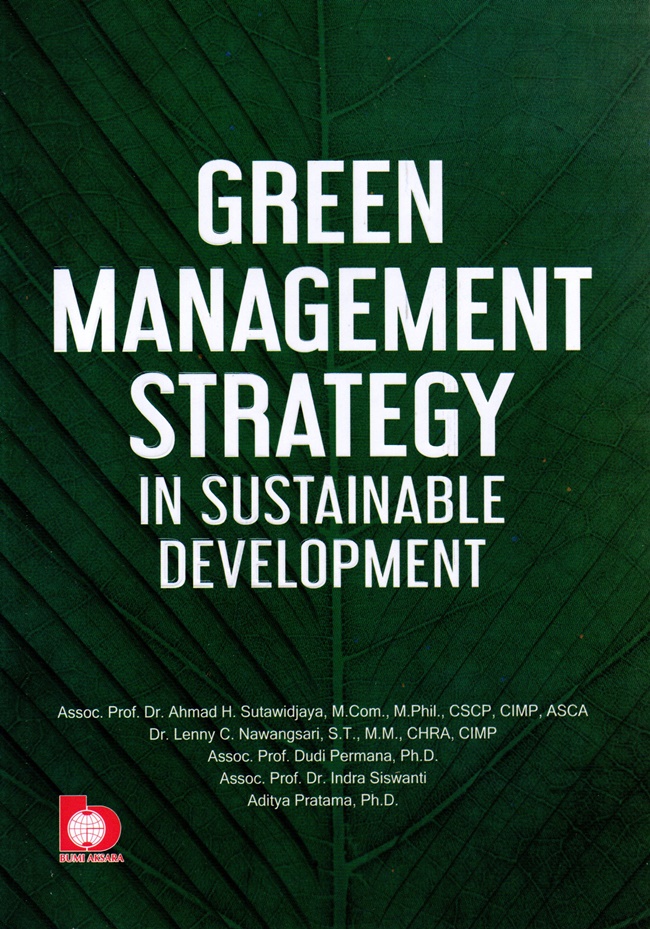 GREEN
MANAGEMENT
STRATEGY
IN SUSTAINABLE
DEVELOPMENT
Assoc. Prof. Dr. Ahmad H. Sutawidjaya, M.Com., M.Phil., CSCP, CIMP, ASCA
Dr. Lenny C. Nawangsari, S.T., M.M., CHRA, CIMP
Assoc. Prof. Dudi Permana, Ph.D.
Assoc. Prof. Dr. Indra Siswanti
Aditya Pratama, Ph.D.
BUMI AKSARA